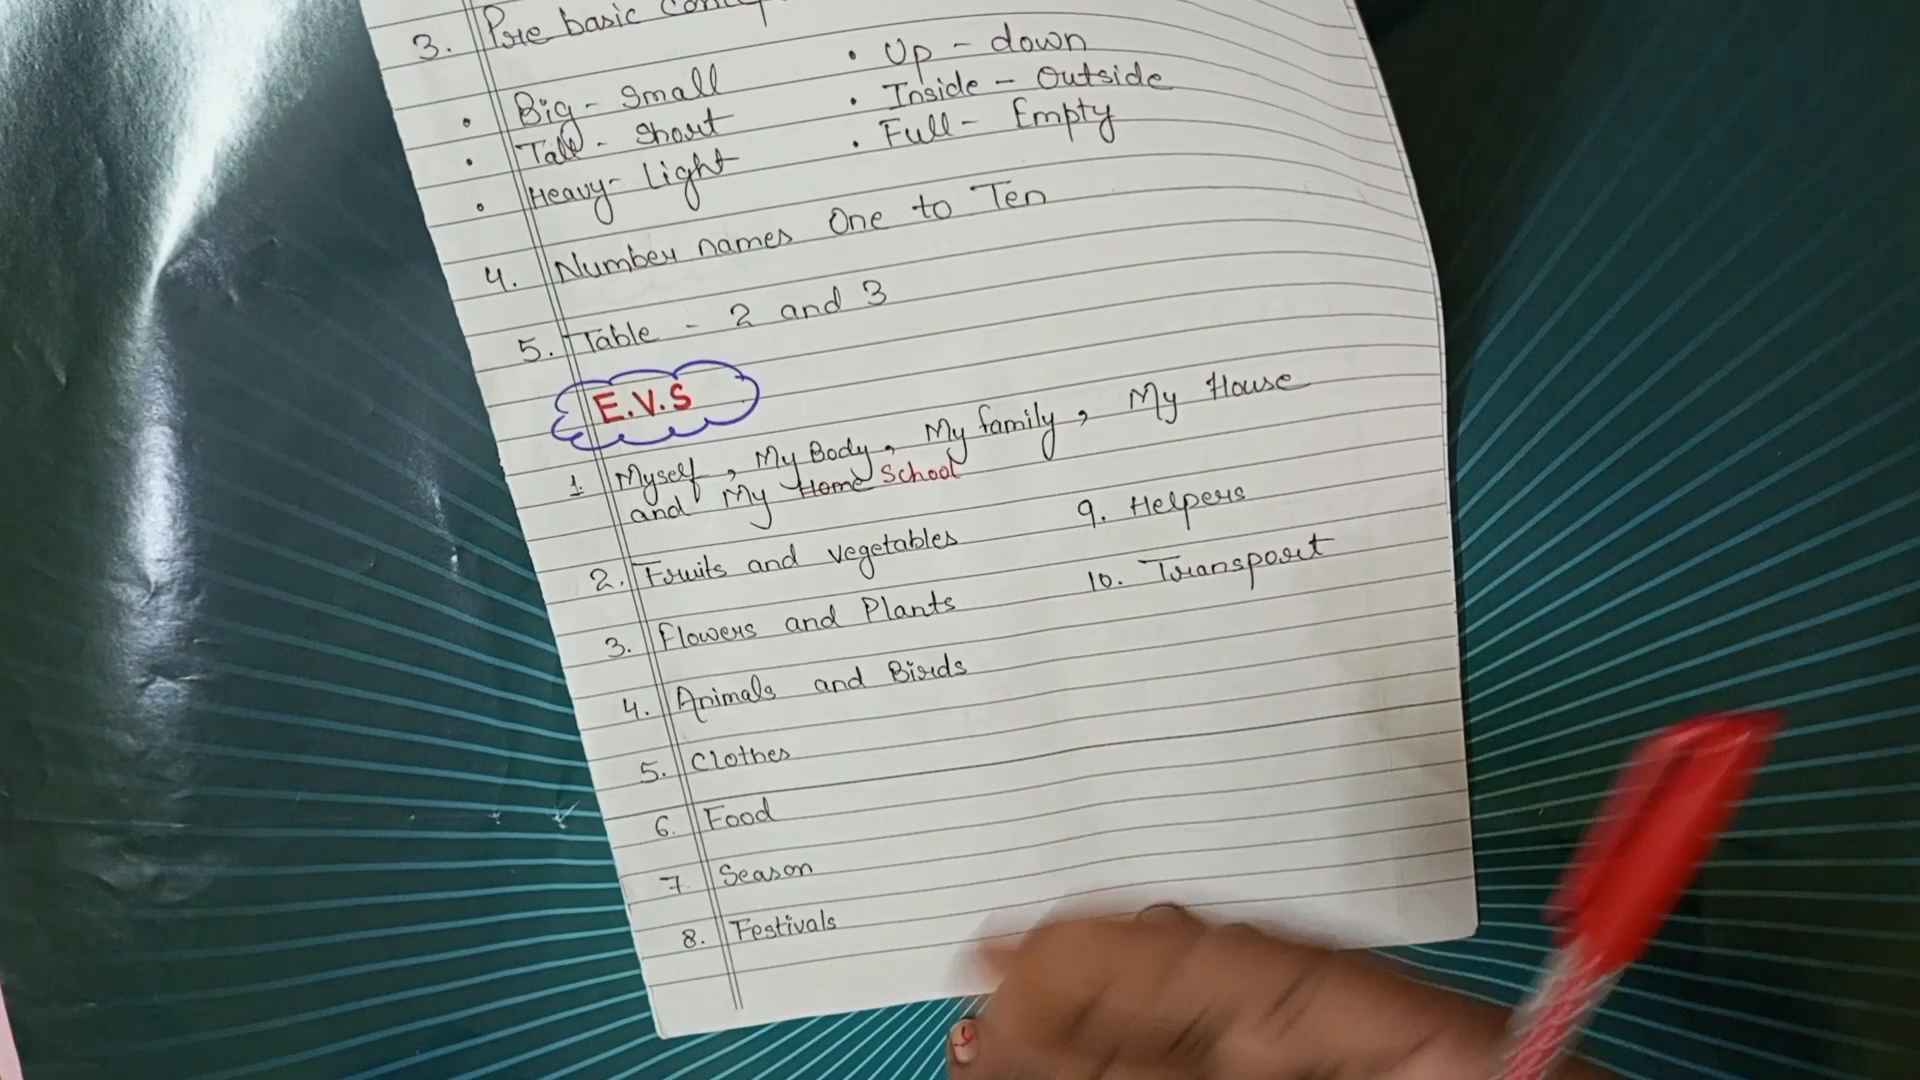 3. Pre basic
• Big - Small
• Up - down
• Tall - Short
• Inside - Outside
• Heavy - Light
• Full - Empty
4. Number names One to Ten
5. Table - 2 and 3
E.V.S
1. Myself, My Body, My family, My House
and My Home School
2. Fruits and vegetables
9. Helpers
3. Flowers and Plants
10. Transport
4. Animals and Birds
5. Clothes
6. Food
7. Season
8. Festivals